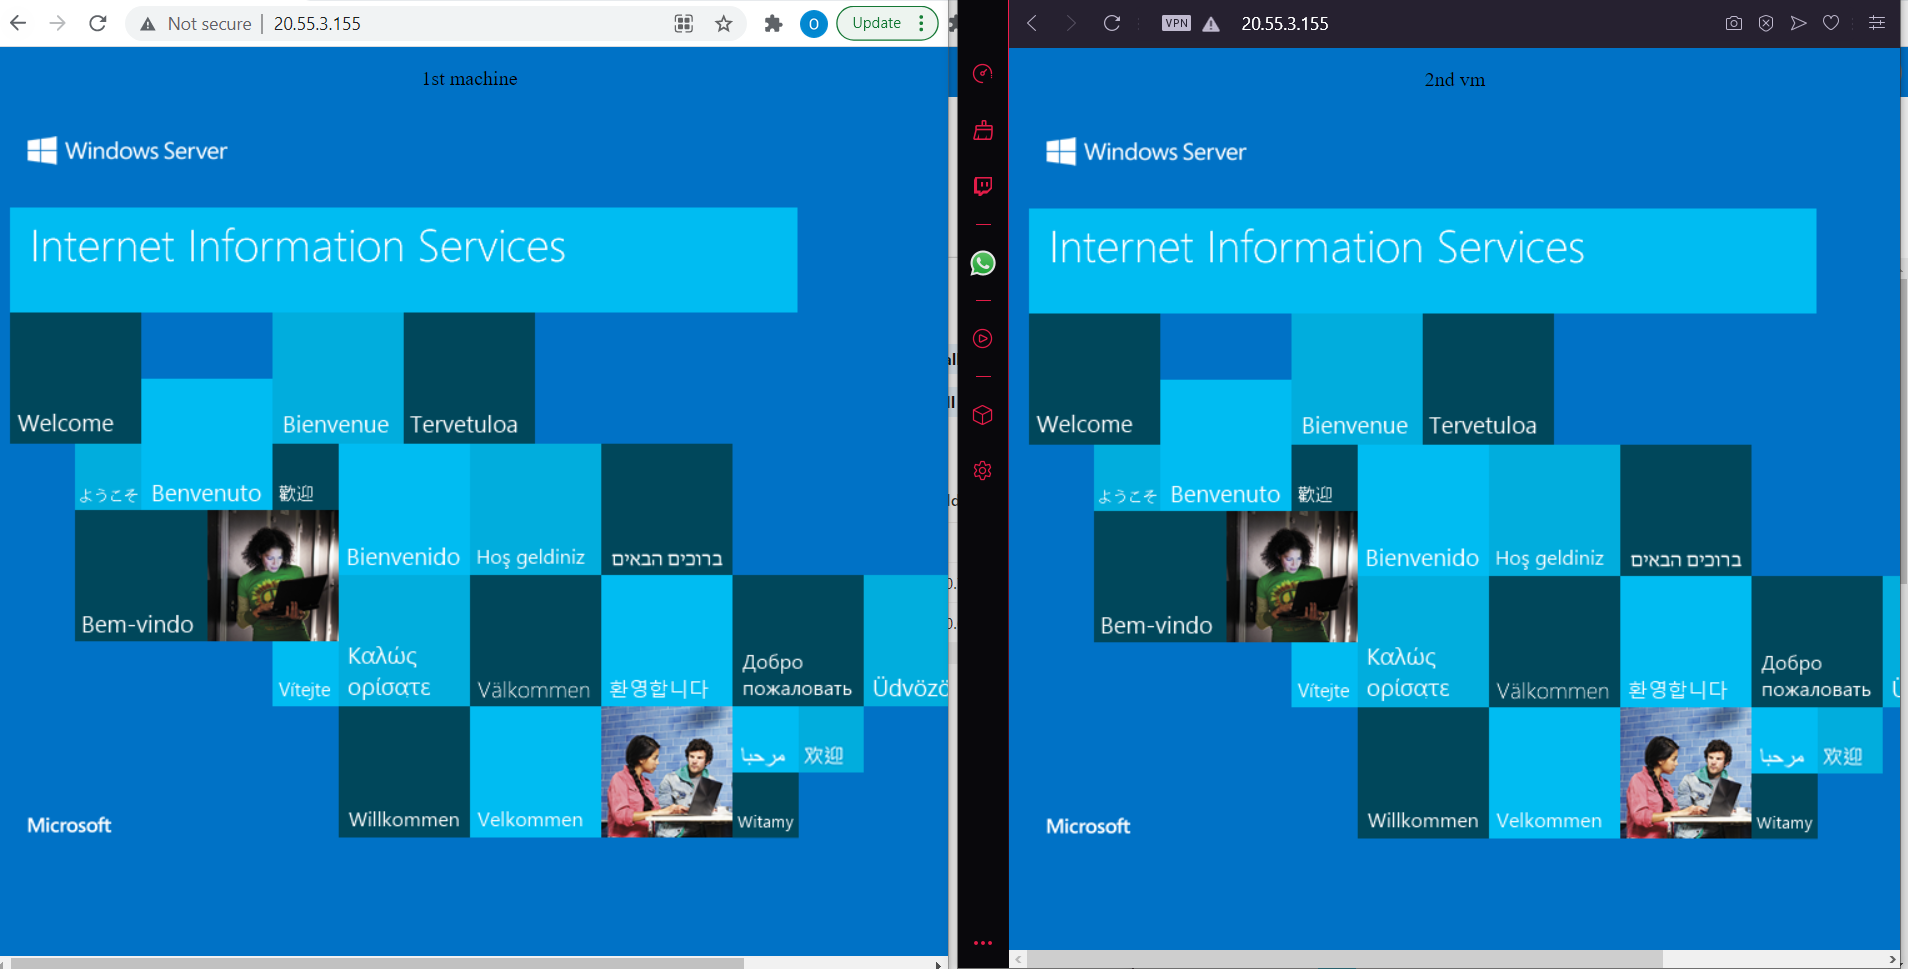 Not secure
20.55.3.155
Update
1st machine
Windows Server
Internet Information Services
Welcome
Bienvenue
Tervetuloa
ようこそ
Benvenuto
歡迎
Bienvenido
Hoş geldiniz
ברוכים הבאים
Bem-vindo
Vítejte
Καλώς
ορίσατε
Välkommen
환영합니다
Добро
пожаловать
Üdvözö
Willkommen
Velkommen
مرحبا
欢迎
Witamy
Microsoft
VPN
20.55.3.155
2nd vm
Windows Server
Internet Information Services
Welcome
Bienvenue
Tervetuloa
ようこそ
Benvenuto
歡迎
Bienvenido
Hoş geldiniz
ברוכים הבאים
Bem-vindo
Vítejte
Καλώς
ορίσατε
Välkommen
환영합니다
Добро
пожаловать
Willkommen
Velkommen
مرحبا
欢迎
Witamy
Microsoft